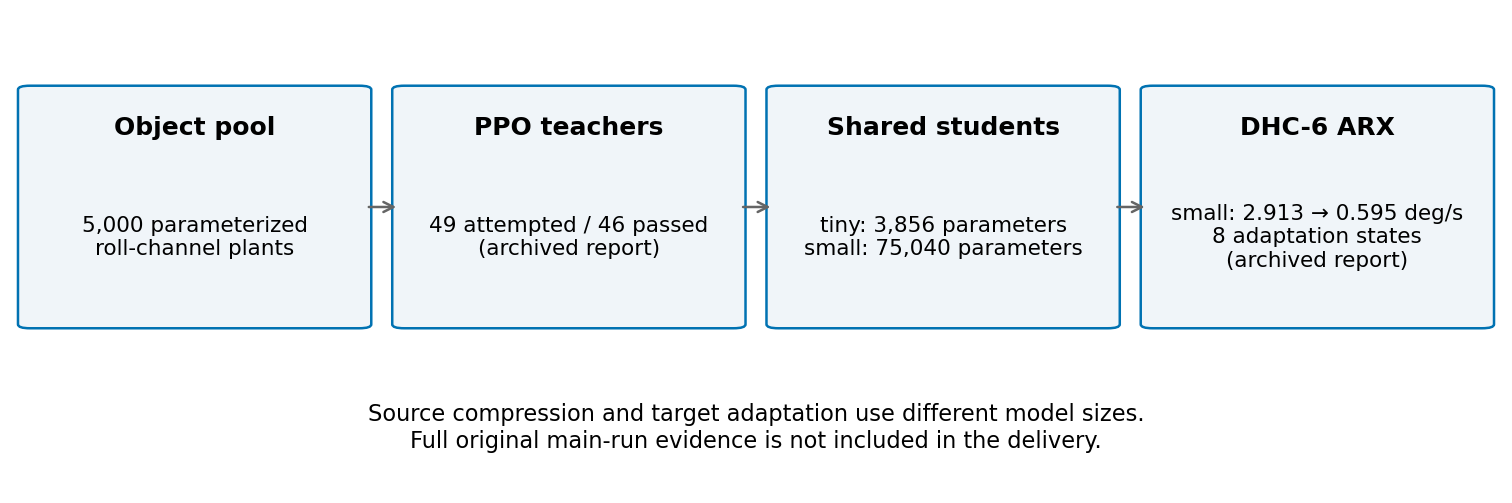 Object pool
5,000 parameterized
roll-channel plants
PPO teachers
49 attempted / 46 passed
(archived report)
Shared students
tiny: 3,856 parameters
small: 75,040 parameters
DHC-6 ARX
small: 2.913 → 0.595 deg/s
8 adaptation states
(archived report)
Source compression and target adaptation use different model sizes.
Full original main-run evidence is not included in the delivery.